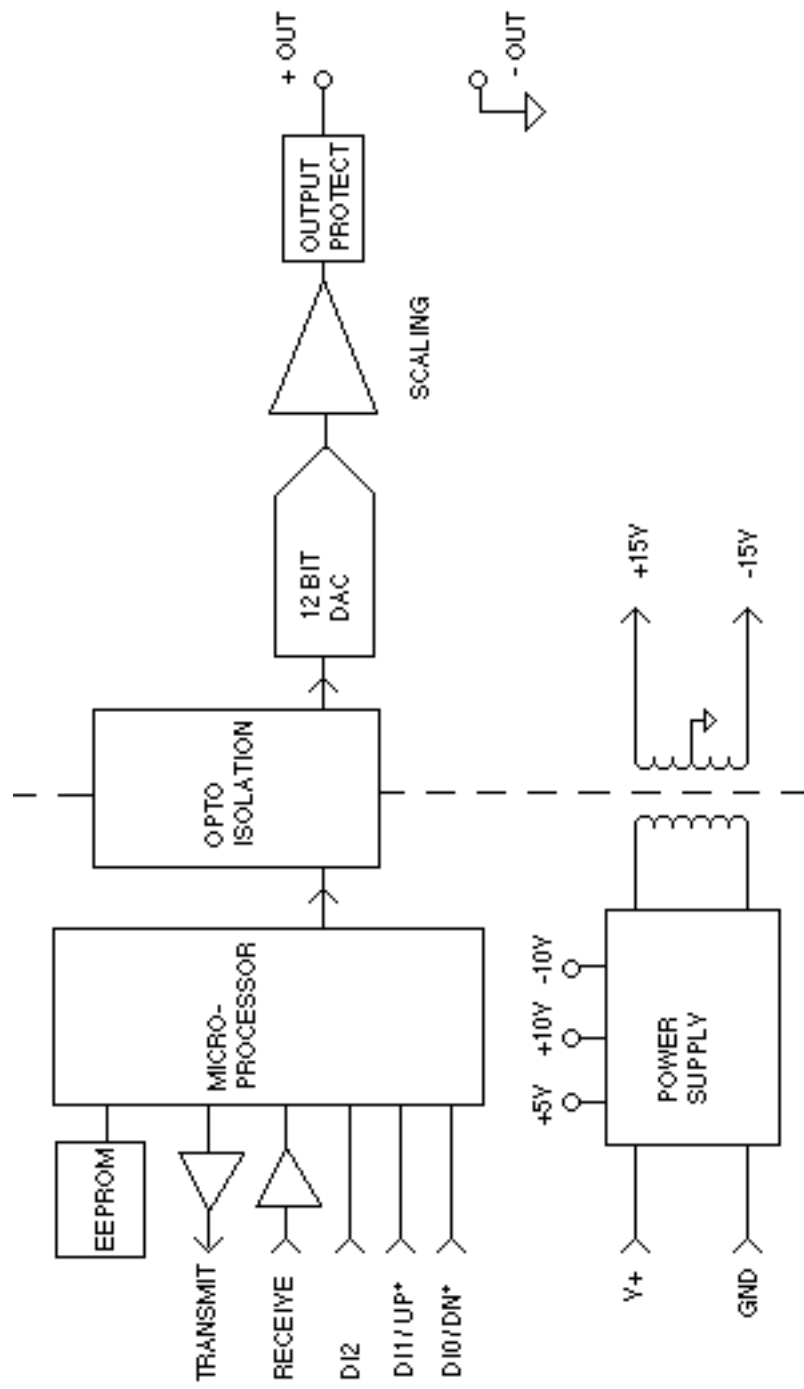 EEPROM
TRANSMIT
RECEIVE
DI2
DI1/ UP*
DI0/ DN*
MICRO-
PROCESSOR
OPTO
ISOLATION
12 BIT
DAC
SCALING
OUTPUT
PROTECT
+ OUT
- OUT
V+
GND
+5V
+10V
-10V
POWER
SUPPLY
+15V
-15V